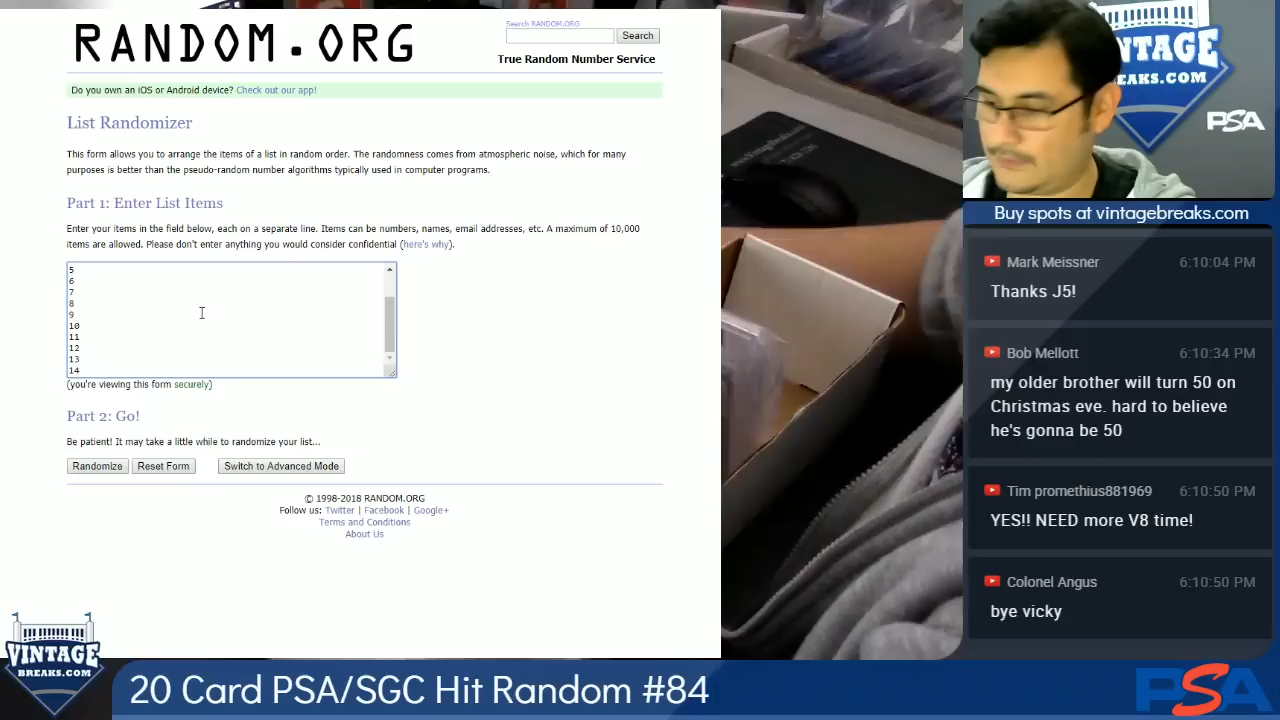 RANDOM.ORG
Search RANDOM.ORG
Search
True Random Number Service
Do you own an iOS or Android device? Check out our app!
List Randomizer
This form allows you to arrange the items of a list in random order. The randomness comes from atmospheric noise, which for many
purposes is better than the pseudo-random number algorithms typically used in computer programs.
Part 1: Enter List Items
Enter your items in the field below, each on a separate line. Items can be numbers, names, email addresses, etc. A maximum of 10,000
items are allowed. Please don't enter anything you would consider confidential (here's why).
5
6
7
8
9
10
11
12
13
14
(you're viewing this form securely)
Part 2: Go!
Be patient! It may take a little while to randomize your list...
Randomize
Reset Form
Switch to Advanced Mode
© 1998-2018 RANDOM.ORG
Follow us: Twitter | Facebook | Google+
Terms and Conditions
About Us
VINTAGE
BREAKS.COM
PSA
Buy spots at vintagebreaks.com
Mark Meissner 6:10:04 PM
Thanks J5!
Bob Mellott 6:10:34 PM
my older brother will turn 50 on
Christmas eve. hard to believe
he's gonna be 50
Tim promethius881969 6:10:50 PM
YES!! NEED more V8 time!
Colonel Angus 6:10:50 PM
bye vicky
VINTAGE
BREAKS.COM
20 Card PSA/SGC Hit Random #84
PSA